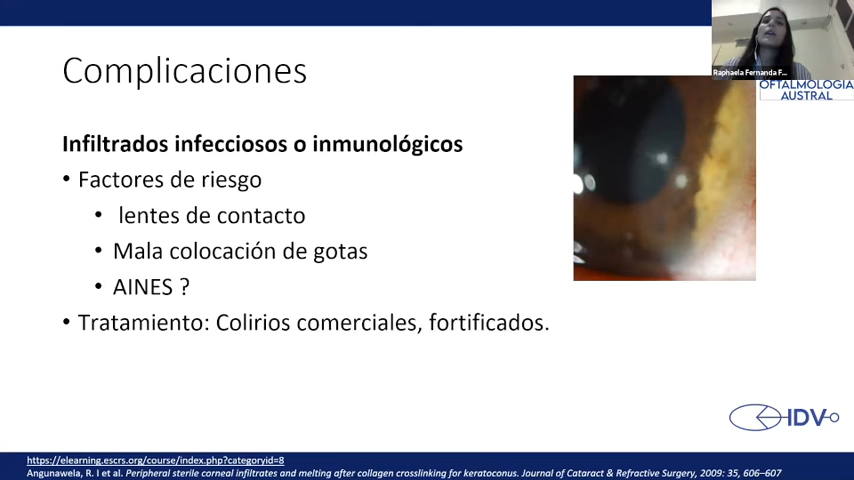 Raphaela Fernanda F...
OFTALMOLOGIA
AUSTRAL
Complicaciones
Infiltrados infecciosos o inmunológicos
• Factores de riesgo
• lentes de contacto
• Mala colocación de gotas
• AINES ?
• Tratamiento: Colirios comerciales, fortificados.
IDV
https://elearning.escrs.org/course/index.php?categoryid=8
Angunawela, R. I et al. Peripheral sterile corneal infiltrates and melting after collagen crosslinking for keratoconus. Journal of Cataract & Refractive Surgery, 2009: 35, 606–607